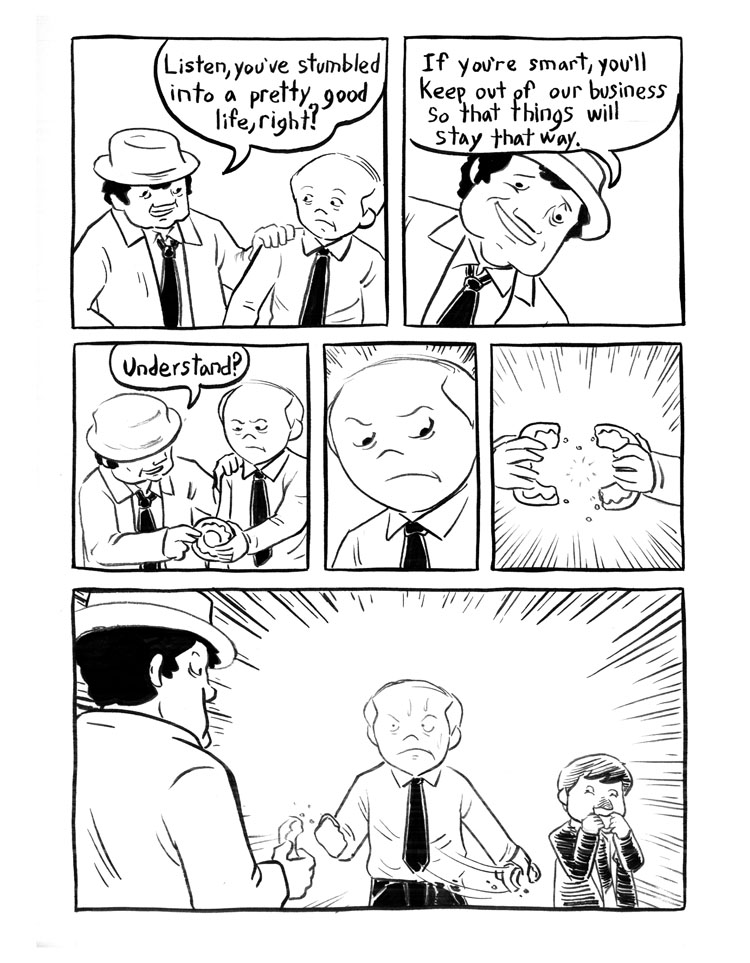 Listen, you've stumbled
into a pretty good
life, right?
If you're smart, you'll
keep out of our business
so that things will
stay that way.
Understand?